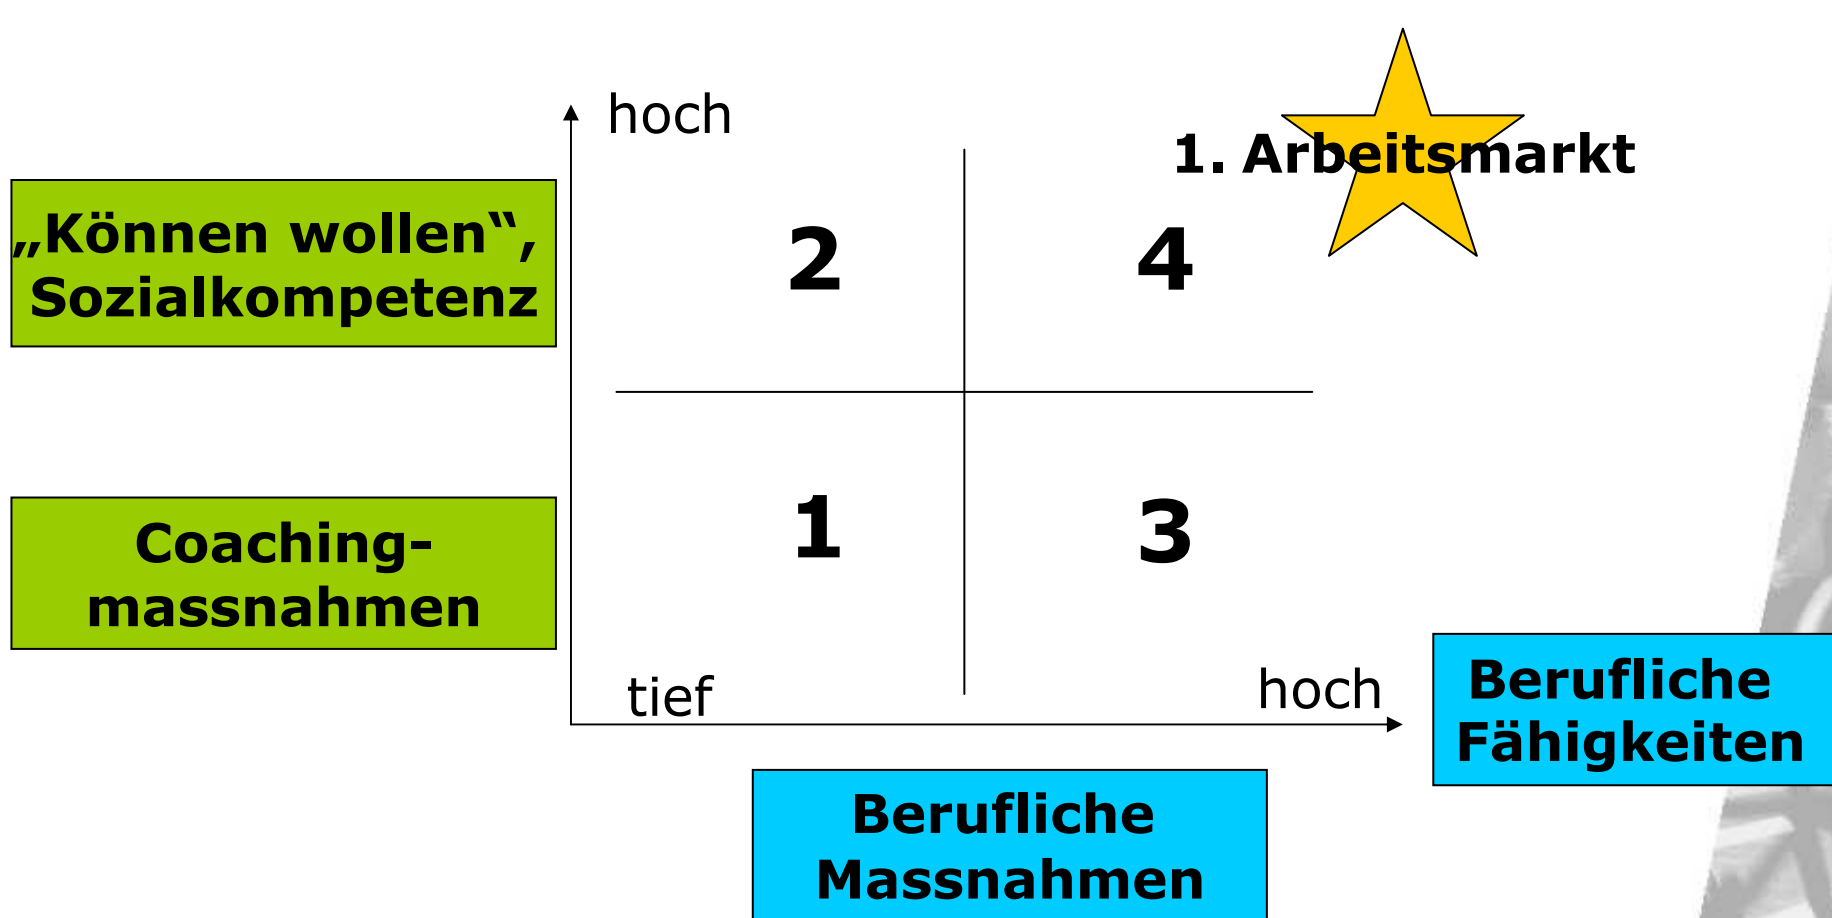 hoch
1. Arbeitsmarkt
„Können wollen“,
Sozialkompetenz
2
4
Coaching-
massnahmen
1
3
tief
hoch
Berufliche
Fähigkeiten
Berufliche
Massnahmen